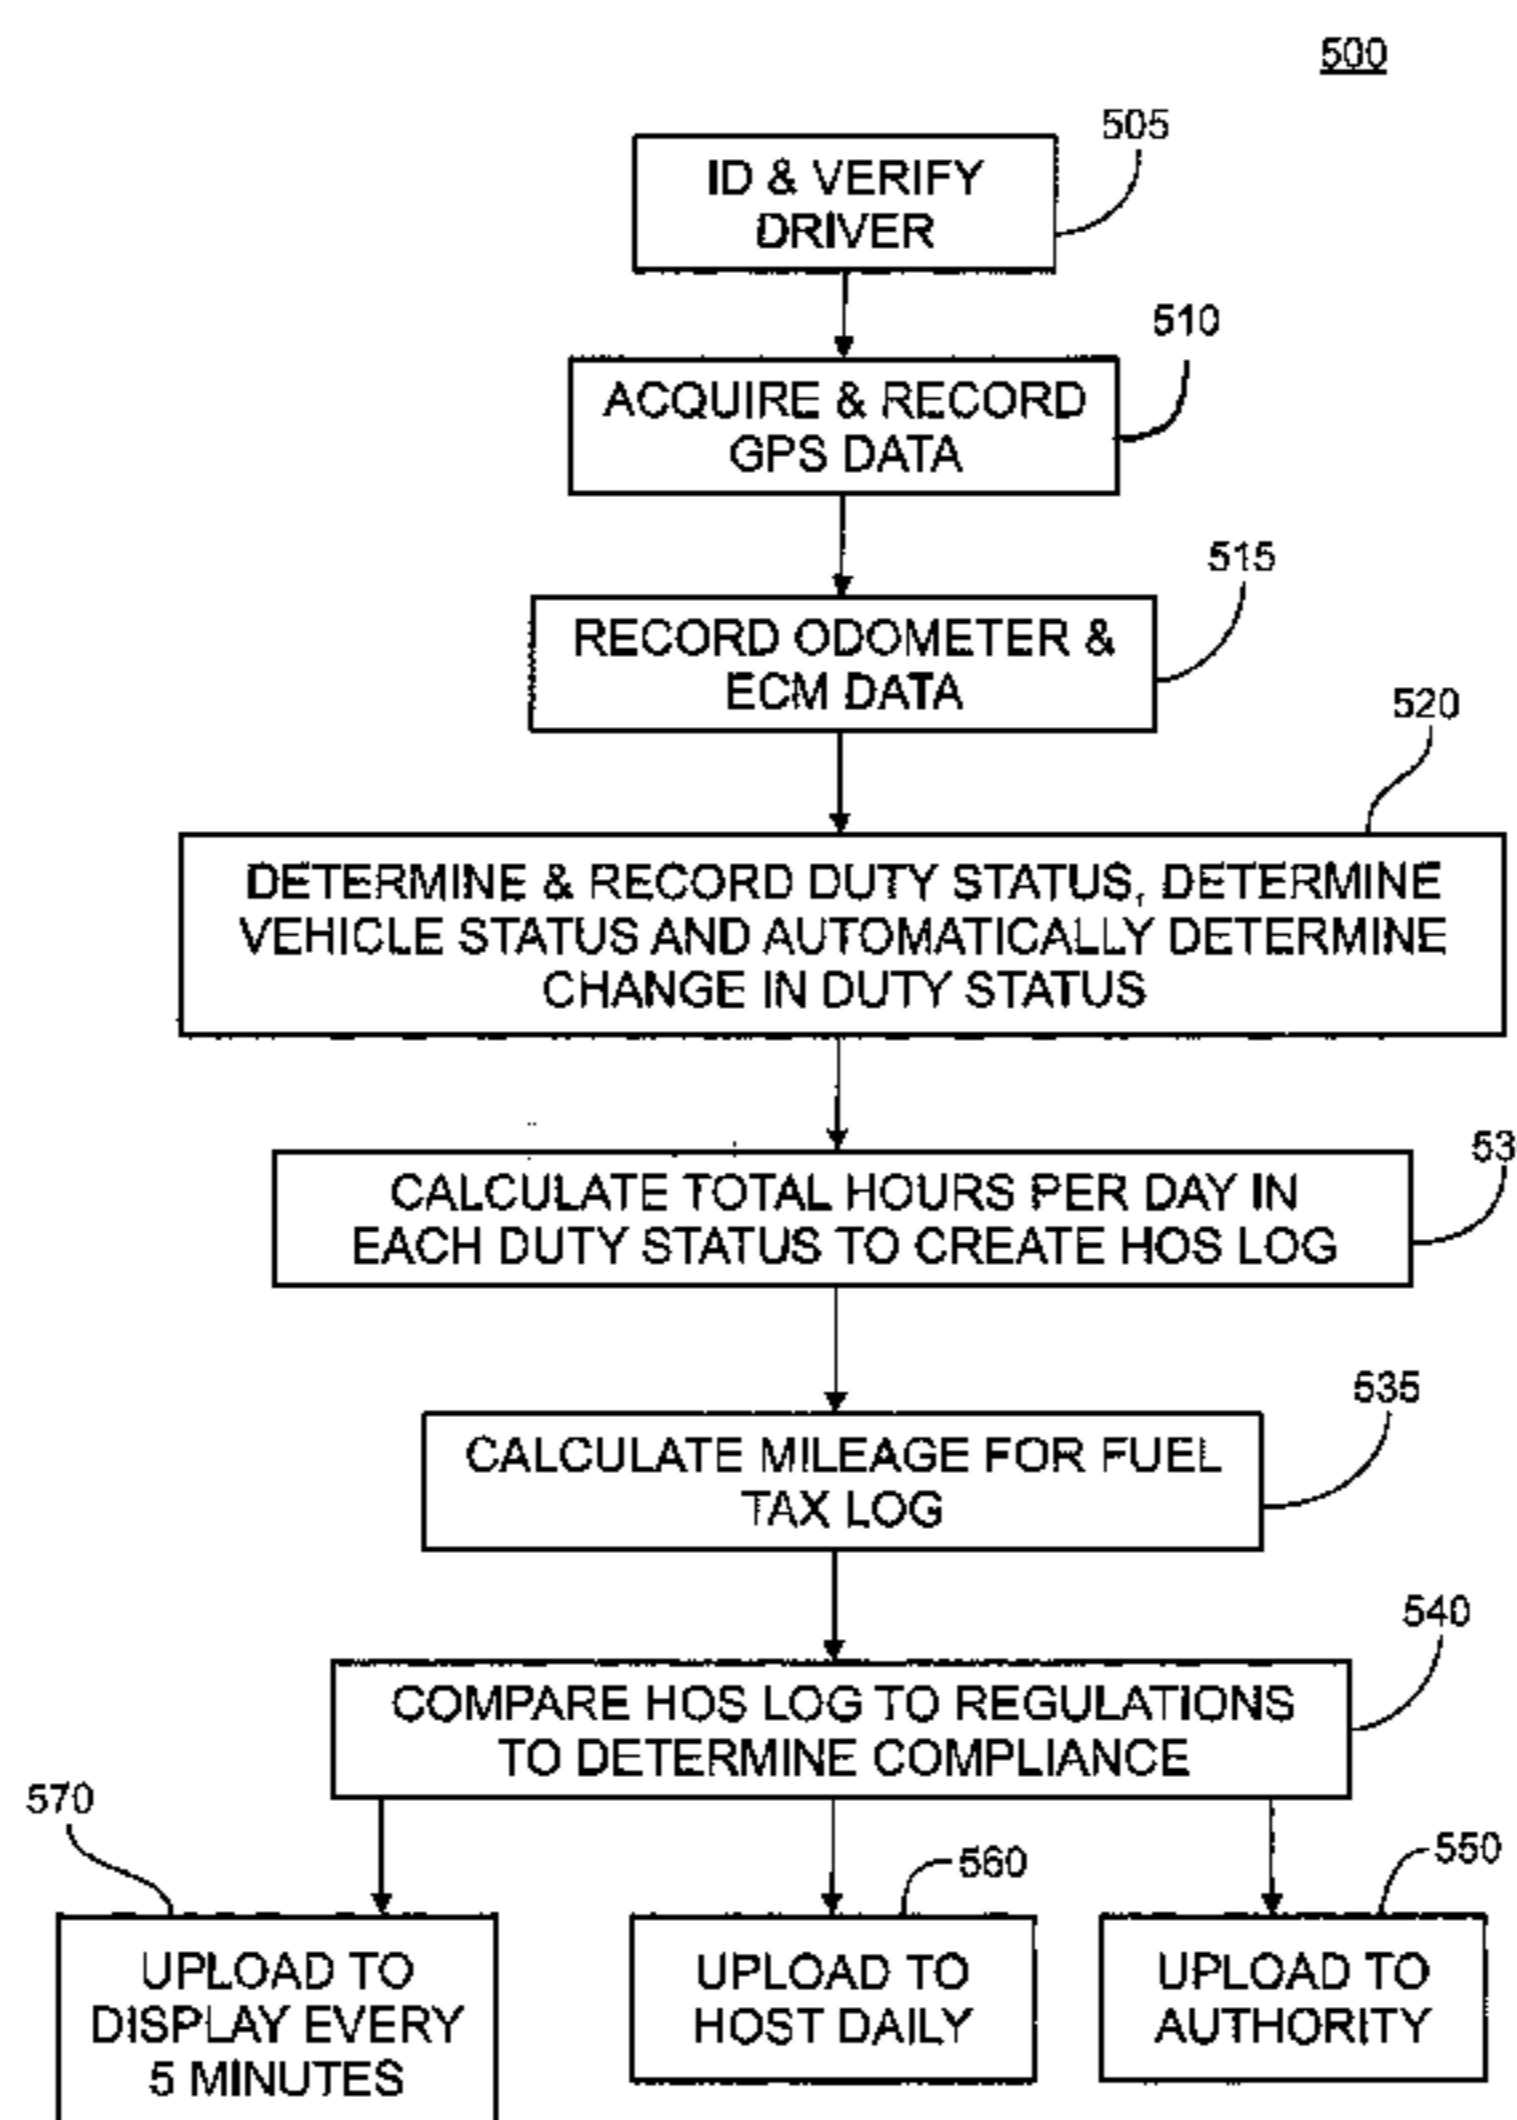 500
505
ID & VERIFY
DRIVER
510
ACQUIRE & RECORD
GPS DATA
515
RECORD ODOMETER &
ECM DATA
520
DETERMINE & RECORD DUTY STATUS, DETERMINE
VEHICLE STATUS AND AUTOMATICALLY DETERMINE
CHANGE IN DUTY STATUS
53
CALCULATE TOTAL HOURS PER DAY IN
EACH DUTY STATUS TO CREATE HOS LOG
535
CALCULATE MILEAGE FOR FUEL
TAX LOG
540
COMPARE HOS LOG TO REGULATIONS
TO DETERMINE COMPLIANCE
570
560
550
UPLOAD TO
DISPLAY EVERY
5 MINUTES
UPLOAD TO
HOST DAILY
UPLOAD TO
AUTHORITY